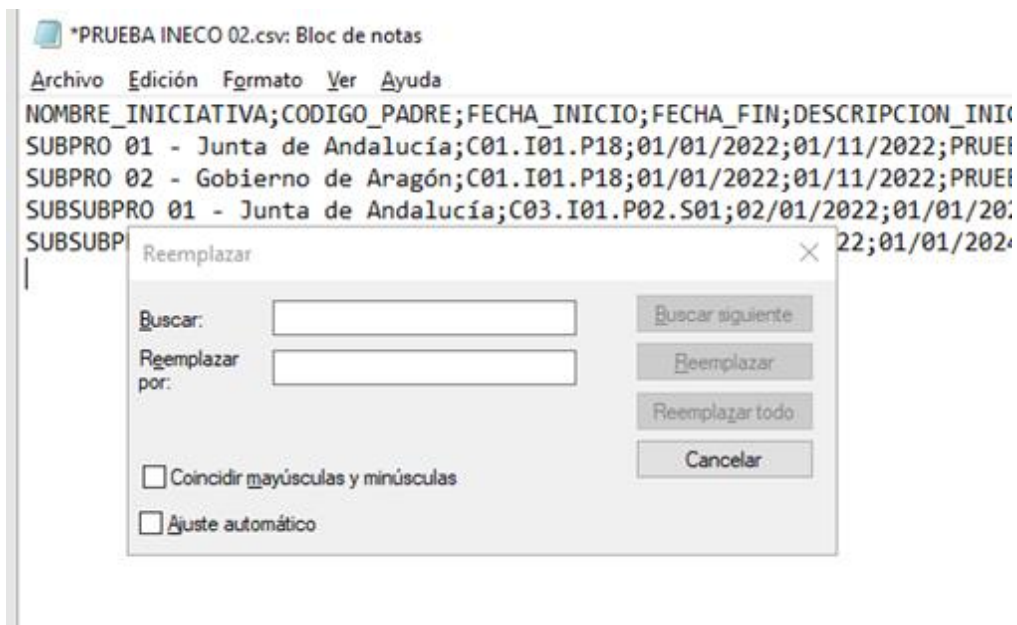 *PRUEBA INECO 02.csv: Bloc de notas
Archivo Edición Formato Ver Ayuda
NOMBRE_INICIATIVA;CODIGO_PADRE;FECHA_INICIO;FECHA_FIN;DESCRIPCION_INIC
SUBPRO 01 - Junta de Andalucía;C01.I01.P18;01/01/2022;01/11/2022;PRUEB
SUBPRO 02 - Gobierno de Aragón;C01.I01.P18;01/01/2022;01/11/2022;PRUEB
SUBSUBPRO 01 - Junta de Andalucía;C03.I01.P02.S01;02/01/2022;01/01/202
SUBSUBP 22;01/01/2024
Reemplazar
Buscar: Buscar siguiente
Reemplazar por: Reemplazar
Reemplazar todo
Cancelar
Coincidir mayúsculas y minúsculas
Ajuste automático